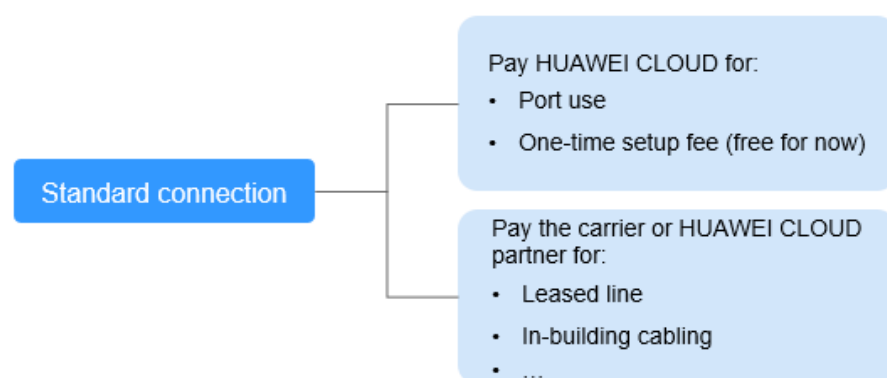 Pay HUAWEI CLOUD for:
• Port use
• One-time setup fee (free for now)
Standard connection
Pay the carrier or HUAWEI CLOUD
partner for:
• Leased line
• In-building cabling
• ...